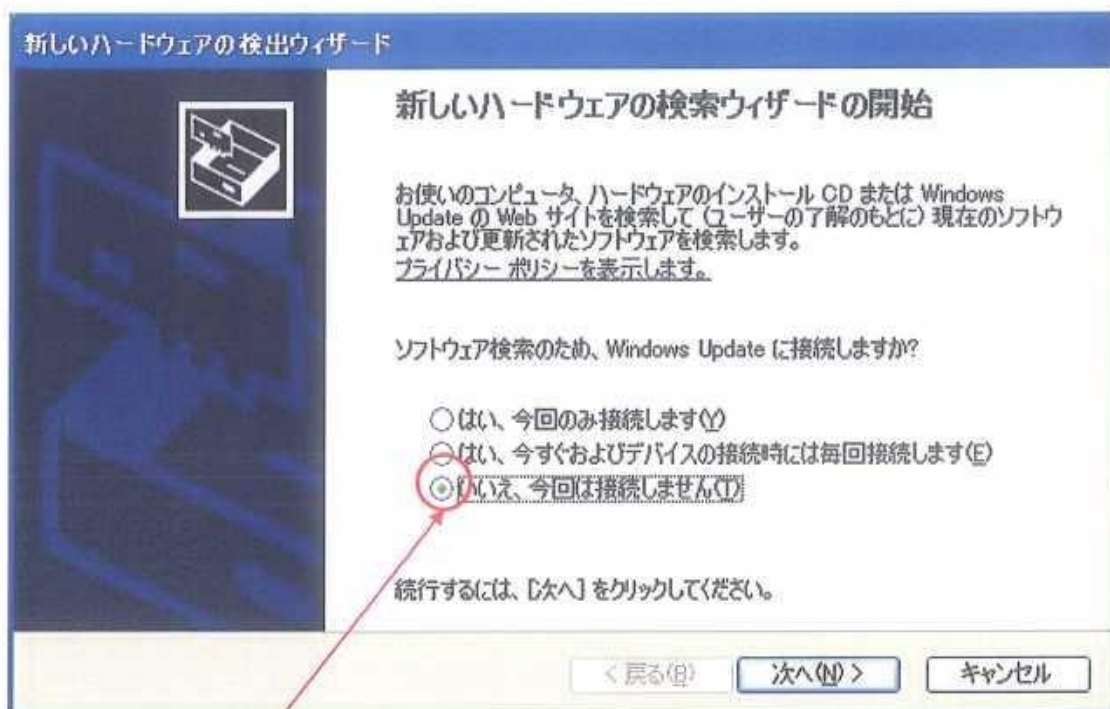 新しいハードウェアの検出ウィザード
新しいハードウェアの検索ウィザードの開始
お使いのコンピュータ、ハードウェアのインストール CD または Windows
Update の Web サイトを検索して (ユーザーの了解のもとに) 現在のソフトウ
ェアおよび更新されたソフトウェアを検索します。
プライバシー ポリシーを表示します。
ソフトウェア検索のため、Windows Update に接続しますか?
はい、今回のみ接続します(Y)
はい、今すぐおよびデバイスの接続時には毎回接続します(E)
いいえ、今回は接続しません(T)
続行するには、[次へ] をクリックしてください。
< 戻る(B)
次へ(N) >
キャンセル